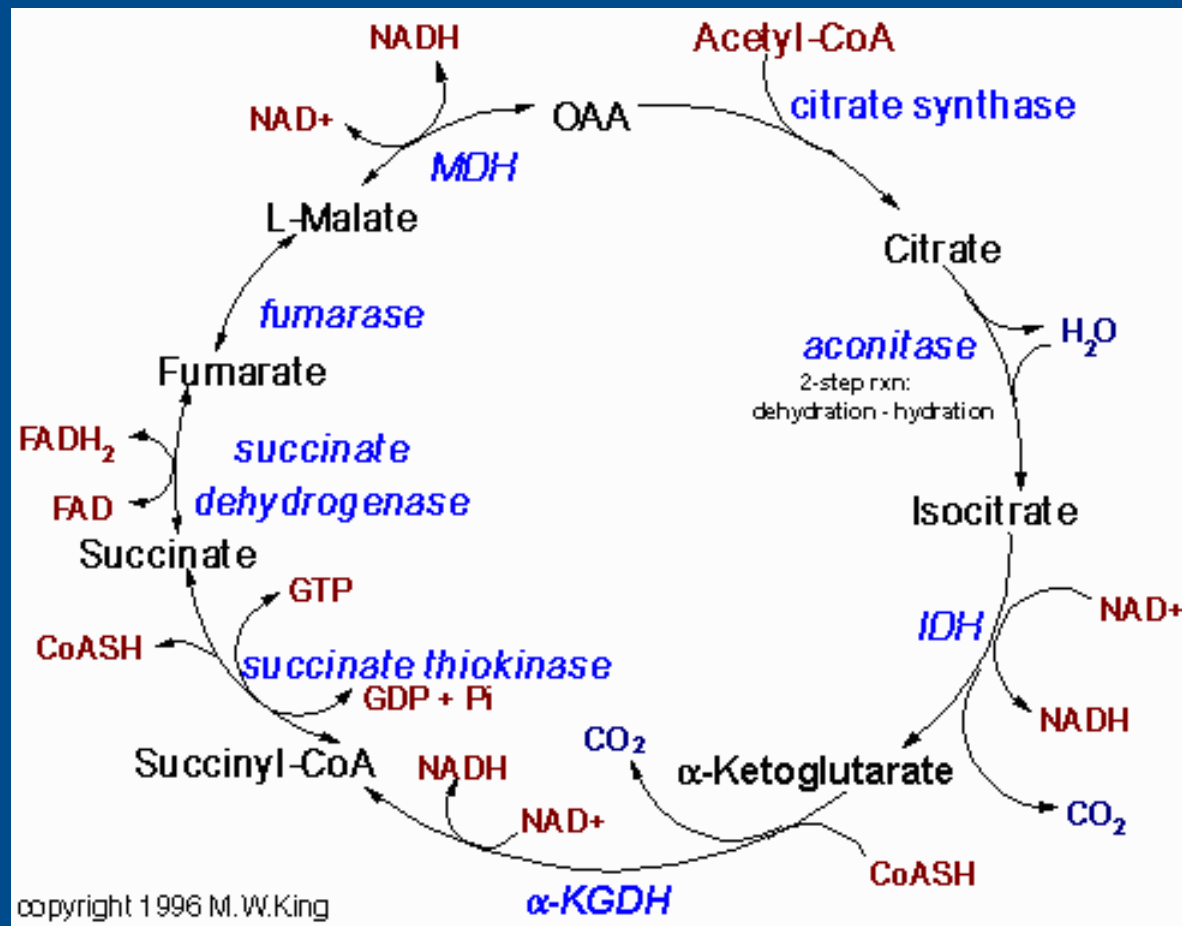 NADH
Acetyl-CoA
citrate synthase
NAD+
OAA
MDH
L-Malate
Citrate
fumarase
aconitase
H₂O
2-step rxn:
dehydration - hydration
Fumarate
FADH₂
succinate
dehydrogenase
FAD
Isocitrate
Succinate
GTP
NAD+
IDH
CoASH
succinate thiokinase
GDP + Pi
NADH
CO₂
Succinyl-CoA
NADH
α-Ketoglutarate
NAD+
CO₂
CoASH
α-KGDH
copyright 1996 M.W.King